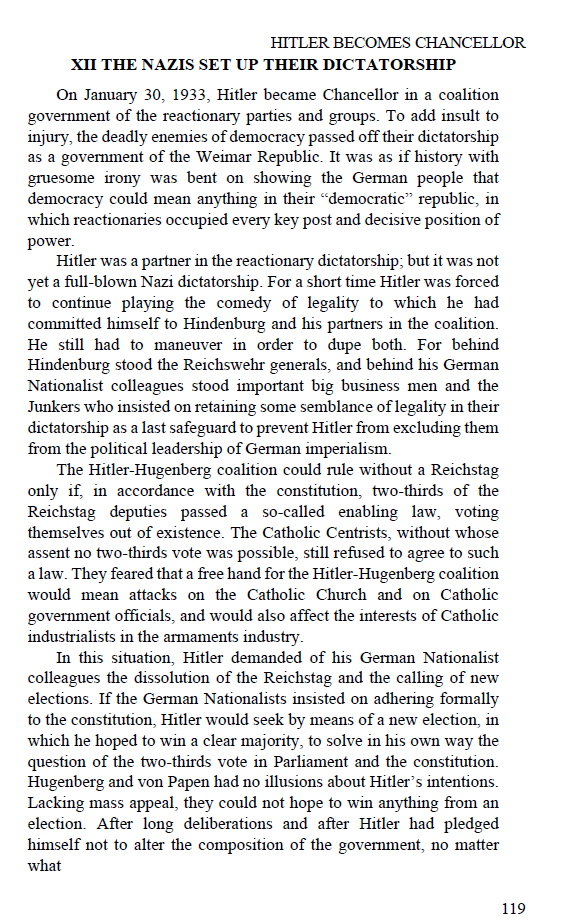 HITLER BECOMES CHANCELLOR
XII THE NAZIS SET UP THEIR DICTATORSHIP
On January 30, 1933, Hitler became Chancellor in a coalition
government of the reactionary parties and groups. To add insult to
injury, the deadly enemies of democracy passed off their dictatorship
as a government of the Weimar Republic. It was as if history with
gruesome irony was bent on showing the German people that
democracy could mean anything in their “democratic” republic, in
which reactionaries occupied every key post and decisive position of
power.
Hitler was a partner in the reactionary dictatorship; but it was not
yet a full-blown Nazi dictatorship. For a short time Hitler was forced
to continue playing the comedy of legality to which he had
committed himself to Hindenburg and his partners in the coalition.
He still had to maneuver in order to dupe both. For behind
Hindenburg stood the Reichswehr generals, and behind his German
Nationalist colleagues stood important big business men and the
Junkers who insisted on retaining some semblance of legality in their
dictatorship as a last safeguard to prevent Hitler from excluding them
from the political leadership of German imperialism.
The Hitler-Hugenberg coalition could rule without a Reichstag
only if, in accordance with the constitution, two-thirds of the
Reichstag deputies passed a so-called enabling law, voting
themselves out of existence. The Catholic Centrists, without whose
assent no two-thirds vote was possible, still refused to agree to such
a law. They feared that a free hand for the Hitler-Hugenberg coalition
would mean attacks on the Catholic Church and on Catholic
government officials, and would also affect the interests of Catholic
industrialists in the armaments industry.
In this situation, Hitler demanded of his German Nationalist
colleagues the dissolution of the Reichstag and the calling of new
elections. If the German Nationalists insisted on adhering formally
to the constitution, Hitler would seek by means of a new election, in
which he hoped to win a clear majority, to solve in his own way the
question of the two-thirds vote in Parliament and the constitution.
Hugenberg and von Papen had no illusions about Hitler’s intentions.
Lacking mass appeal, they could not hope to win anything from an
election. After long deliberations and after Hitler had pledged
himself not to alter the composition of the government, no matter
what
119